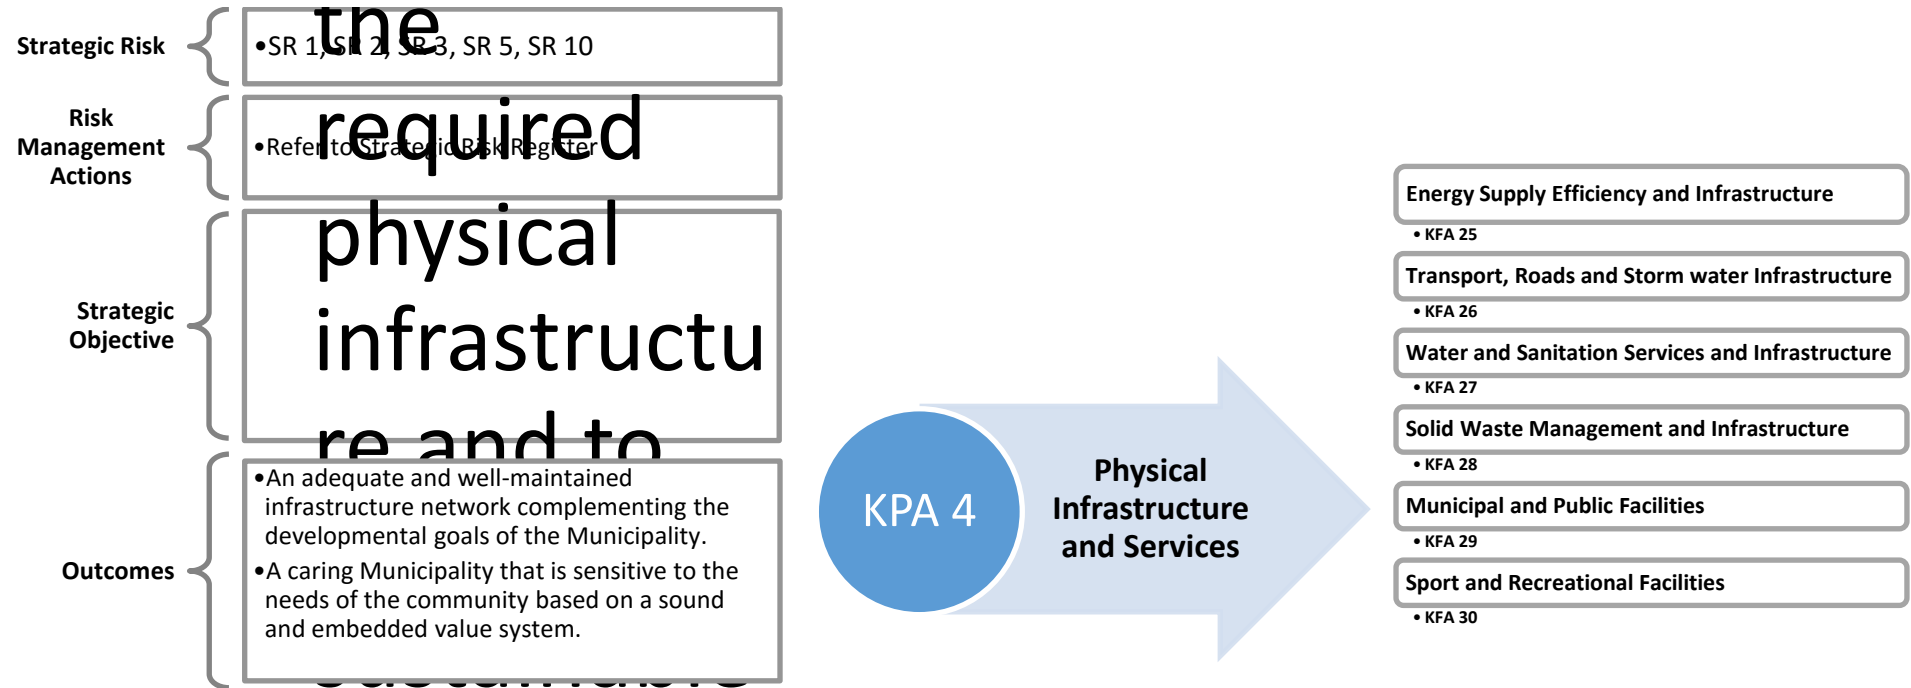 Strategic Risk
•SR 1, SR 2, SR 3, SR 5, SR 10
Risk
Management
Actions
•Refer to Strategic Risk Register
Strategic
Objective
the
required
physical
infrastructu
re and to
sustainable
Outcomes
•An adequate and well-maintained
infrastructure network complementing the
developmental goals of the Municipality.
•A caring Municipality that is sensitive to the
needs of the community based on a sound
and embedded value system.
KPA 4
Physical
Infrastructure
and Services
Energy Supply Efficiency and Infrastructure
• KFA 25
Transport, Roads and Storm water Infrastructure
• KFA 26
Water and Sanitation Services and Infrastructure
• KFA 27
Solid Waste Management and Infrastructure
• KFA 28
Municipal and Public Facilities
• KFA 29
Sport and Recreational Facilities
• KFA 30